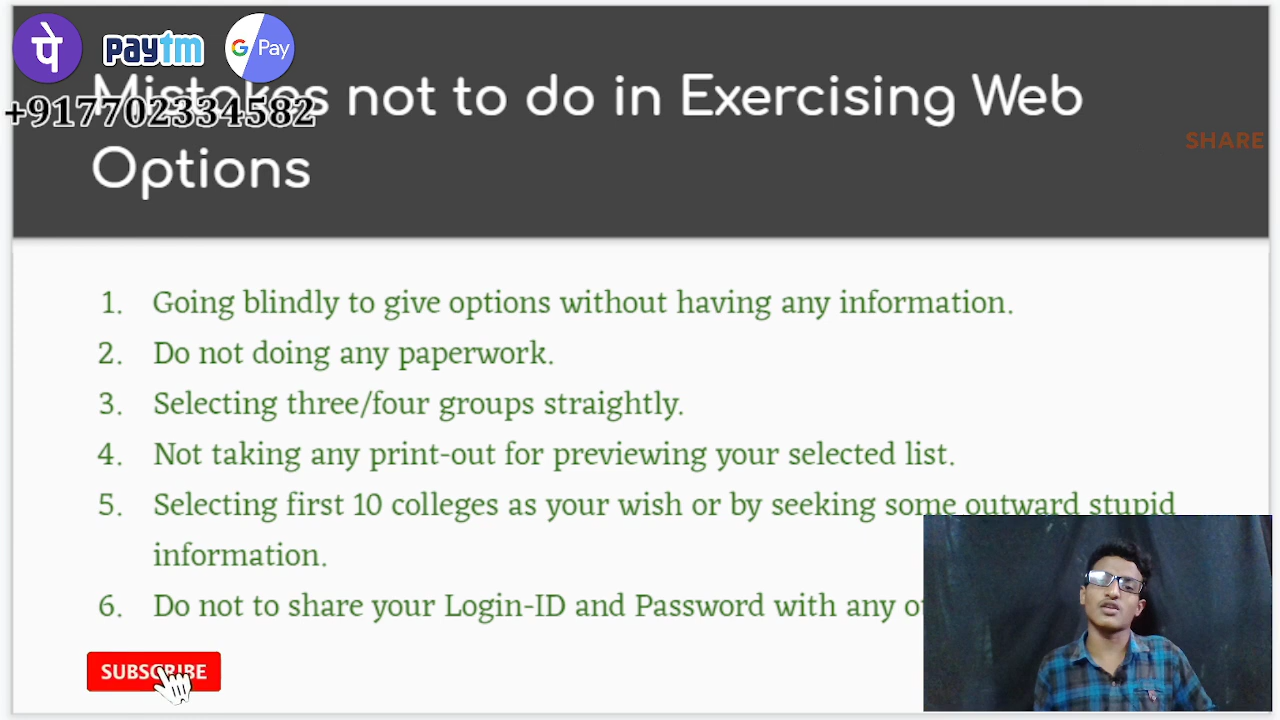 पे paytm G Pay
Mistakes not to do in Exercising Web
+917702334582
SHARE
Options
1. Going blindly to give options without having any information.
2. Do not doing any paperwork.
3. Selecting three/four groups straightly.
4. Not taking any print-out for previewing your selected list.
5. Selecting first 10 colleges as your wish or by seeking some outward stupid
information.
6. Do not to share your Login-ID and Password with any
SUBSCRIBE